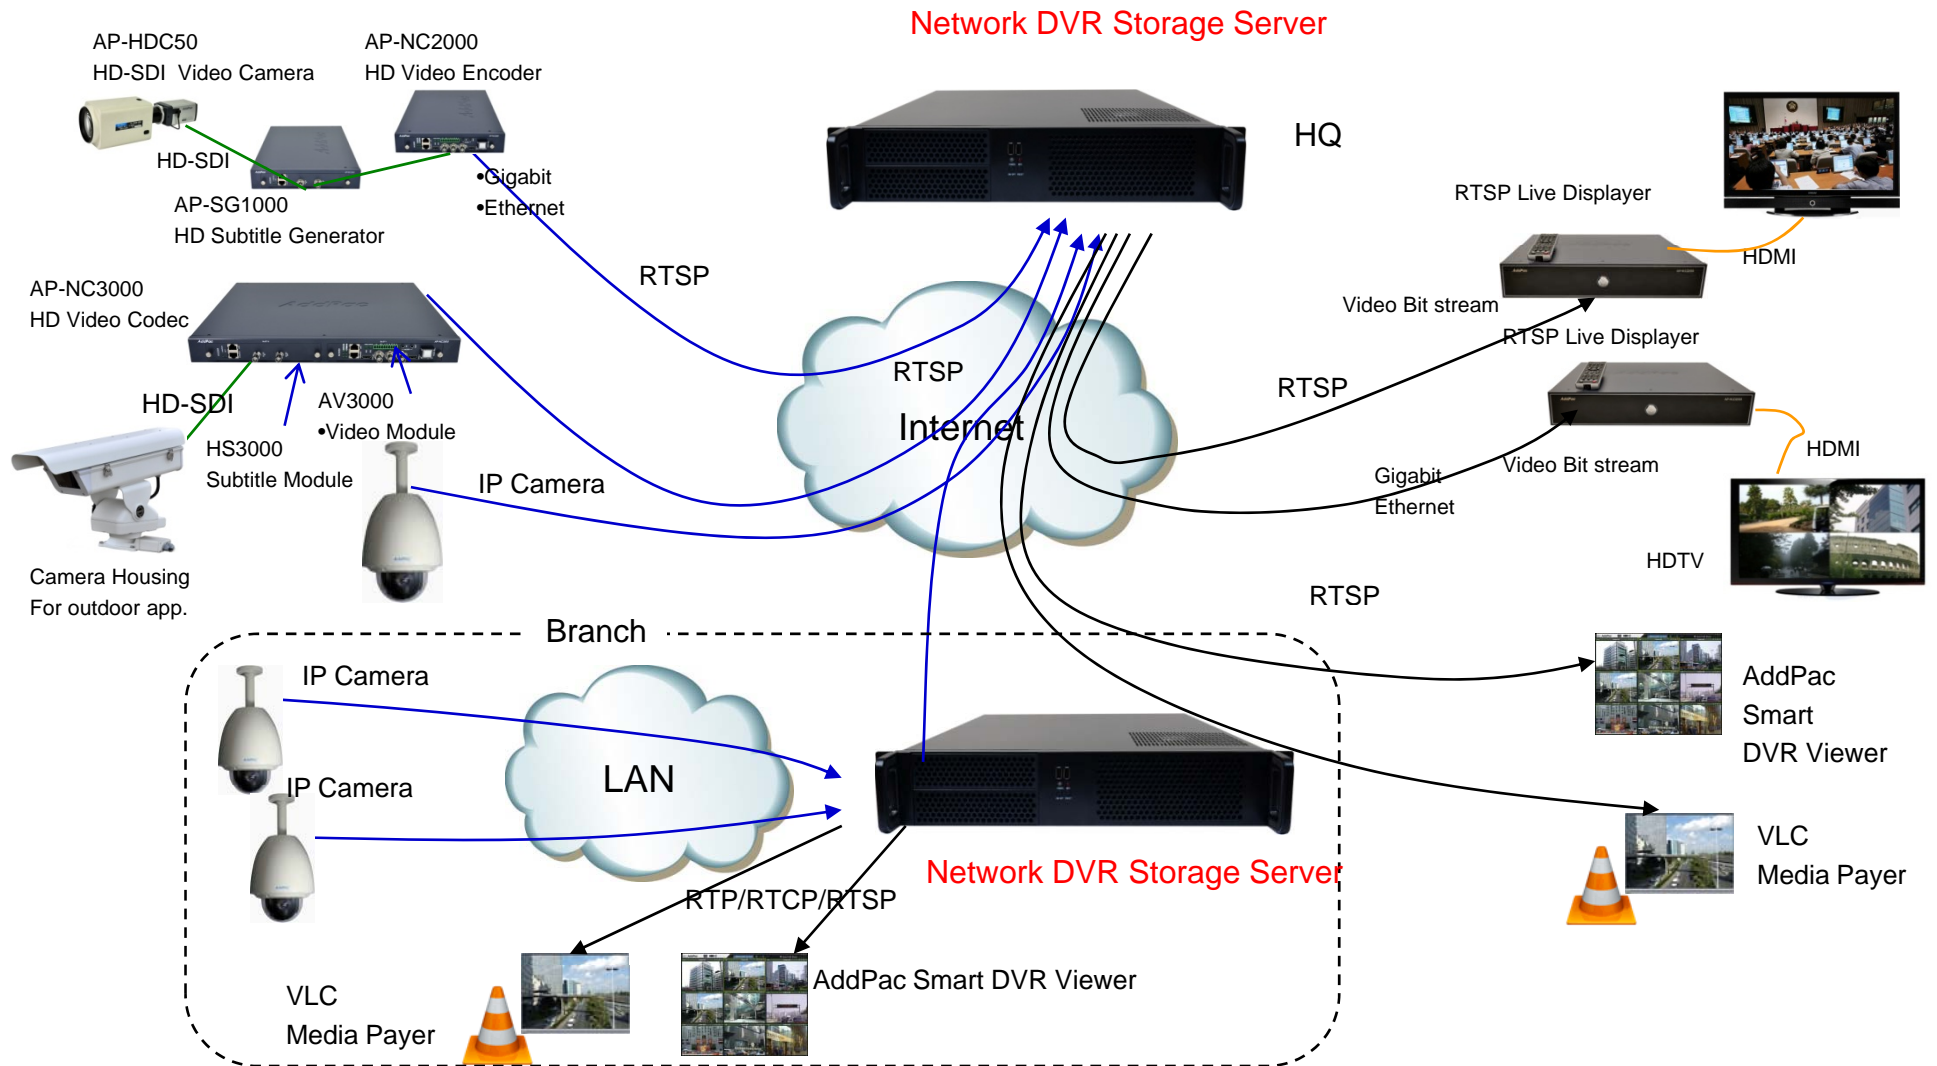 Network DVR Storage Server
AP-HDC50
HD-SDI  Video Camera
AP-NC2000
HD Video Encoder
HQ
HD-SDI
•Gigabit
•Ethernet
AP-SG1000
HD Subtitle Generator
RTSP Live Displayer
HDMI
RTSP
AP-NC3000
HD Video Codec
AddPac
Video Bit stream
RTSP Live Displayer
RTSP
RTSP
Internet
HD-SDI
AV3000
•Video Module
HS3000
Subtitle Module
IP Camera
HDMI
Video Bit stream
Gigabit
Ethernet
Camera Housing
For outdoor app.
HDTV
RTSP
Branch
IP Camera
AddPac
Smart
DVR Viewer
LAN
IP Camera
VLC
Media Payer
Network DVR Storage Server
RTP/RTCP/RTSP
AddPac Smart DVR Viewer
VLC
Media Payer